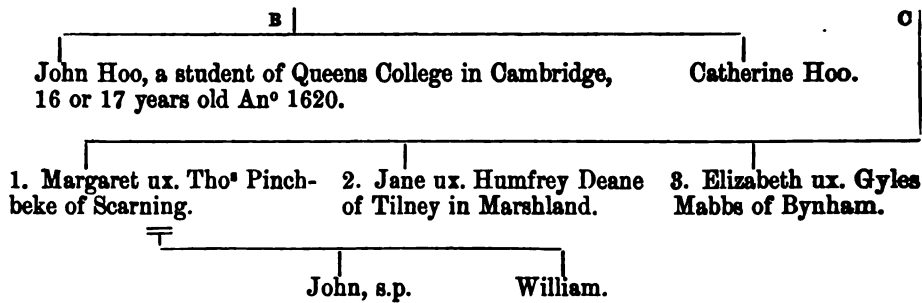 B C
John Hoo, a student of Queens College in Cambridge, Catherine Hoo.
16 or 17 years old Anº 1620.
1. Margaret ux. Thoˢ Pinch- 2. Jane ux. Humfrey Deane 3. Elizabeth ux. Gyles
beke of Scarning. of Tilney in Marshland. Mabbs of Bynham.
John, s.p. William.